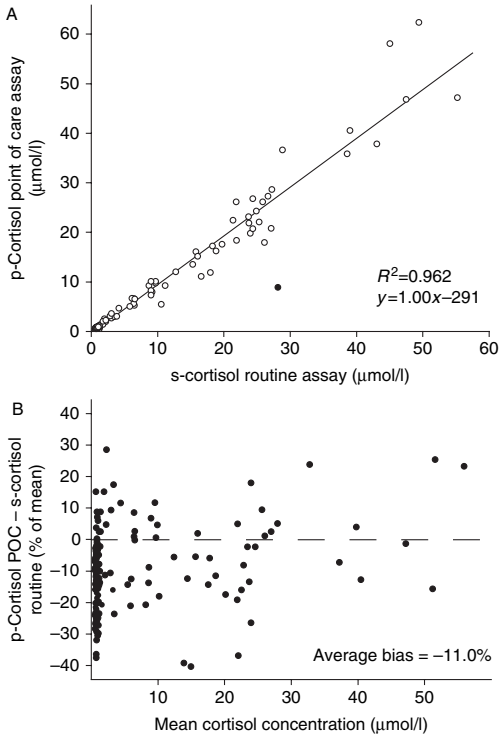 A
60
50
40
30
20
10
0
p-Cortisol point of care assay
(μmol/l)
R²=0.962
y=1.00x–291
0 10 20 30 40 50 60
s-cortisol routine assay (μmol/l)
B
40
30
20
10
0
–10
–20
–30
–40
p-Cortisol POC – s-cortisol
routine (% of mean)
Average bias = –11.0%
10 20 30 40 50
Mean cortisol concentration (μmol/l)